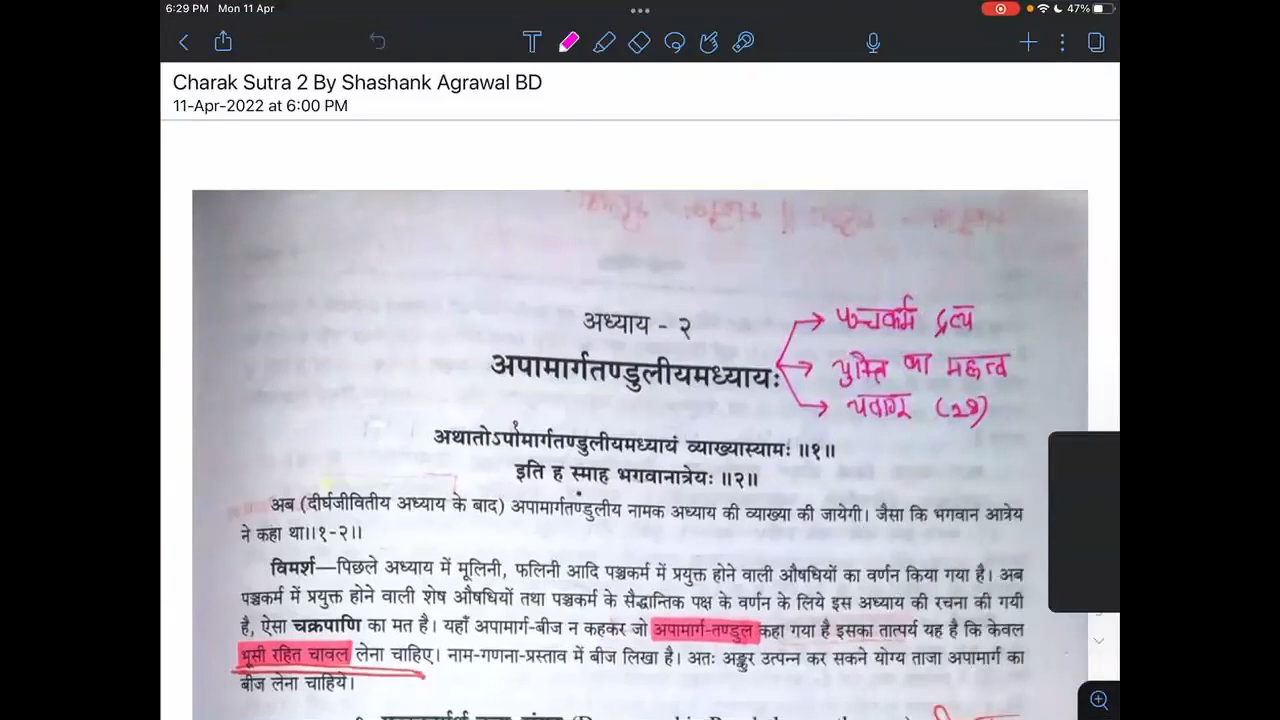 6:29 PM Mon 11 Apr
47%
Charak Sutra 2 By Shashank Agrawal BD
11-Apr-2022 at 6:00 PM
अध्याय - २
अपामार्गतण्डुलीयमध्यायः
पञ्चकर्म द्रव्य
युक्ति का महत्व
यवागू (28)
अथातोऽपामार्गतण्डुलीयमध्यायं व्याख्यास्यामः ॥१॥
इति ह स्माह भगवानात्रेयः ॥२॥
अब (दीर्घजीवितीय अध्याय के बाद) अपामार्गतण्डुलीय नामक अध्याय की व्याख्या की जायेगी। जैसा कि भगवान आत्रेय
ने कहा था।।१-२।।
विमर्श—पिछले अध्याय में मूलिनी, फलिनी आदि पञ्चकर्म में प्रयुक्त होने वाली औषधियों का वर्णन किया गया है। अब
पञ्चकर्म में प्रयुक्त होने वाली शेष औषधियों तथा पञ्चकर्म के सैद्धान्तिक पक्ष के वर्णन के लिये इस अध्याय की रचना की गयी
है, ऐसा चक्रपाणि का मत है। यहाँ अपामार्ग-बीज न कहकर जो अपामार्ग-तण्डुल कहा गया है इसका तात्पर्य यह है कि केवल
भूसी रहित चावल लेना चाहिए। नाम-गणना-प्रस्ताव में बीज लिखा है। अतः अङ्कुर उत्पन्न कर सकने योग्य ताजा अपामार्ग का
बीज लेना चाहिये।